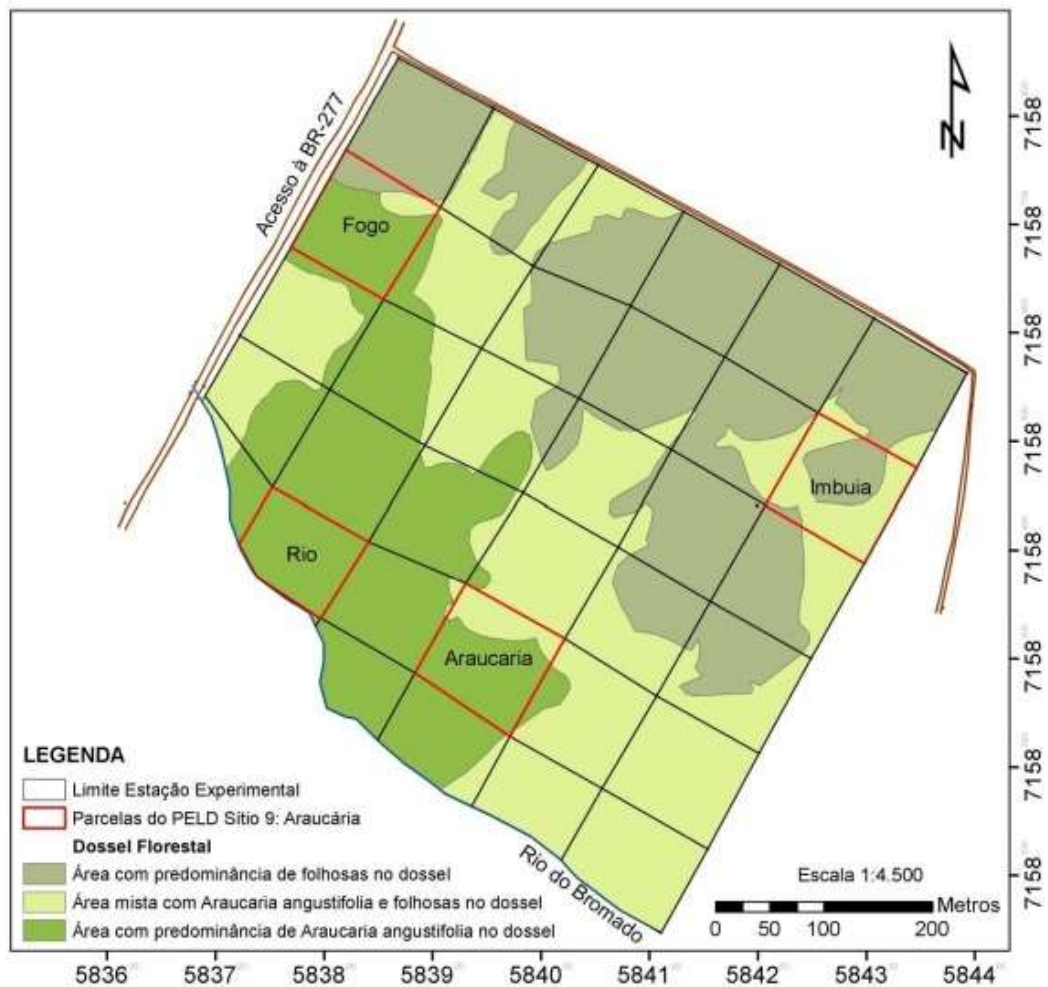 N
Acesso à BR-277
Fogo
Imbuia
Rio
Araucaria
Rio do Bromado
LEGENDA
Limite Estação Experimental
Parcelas do PELD Sítio 9: Araucária
Dossel Florestal
Área com predominância de folhosas no dossel
Área mista com Araucaria angustifolia e folhosas no dossel
Área com predominância de Araucaria angustifolia no dossel
Escala 1:4.500
Metros
0 50 100 200
7158
7158
7158
7158
7158
7158
7158
7158
5836 5837 5838 5839 5840 5841 5842 5843 5844